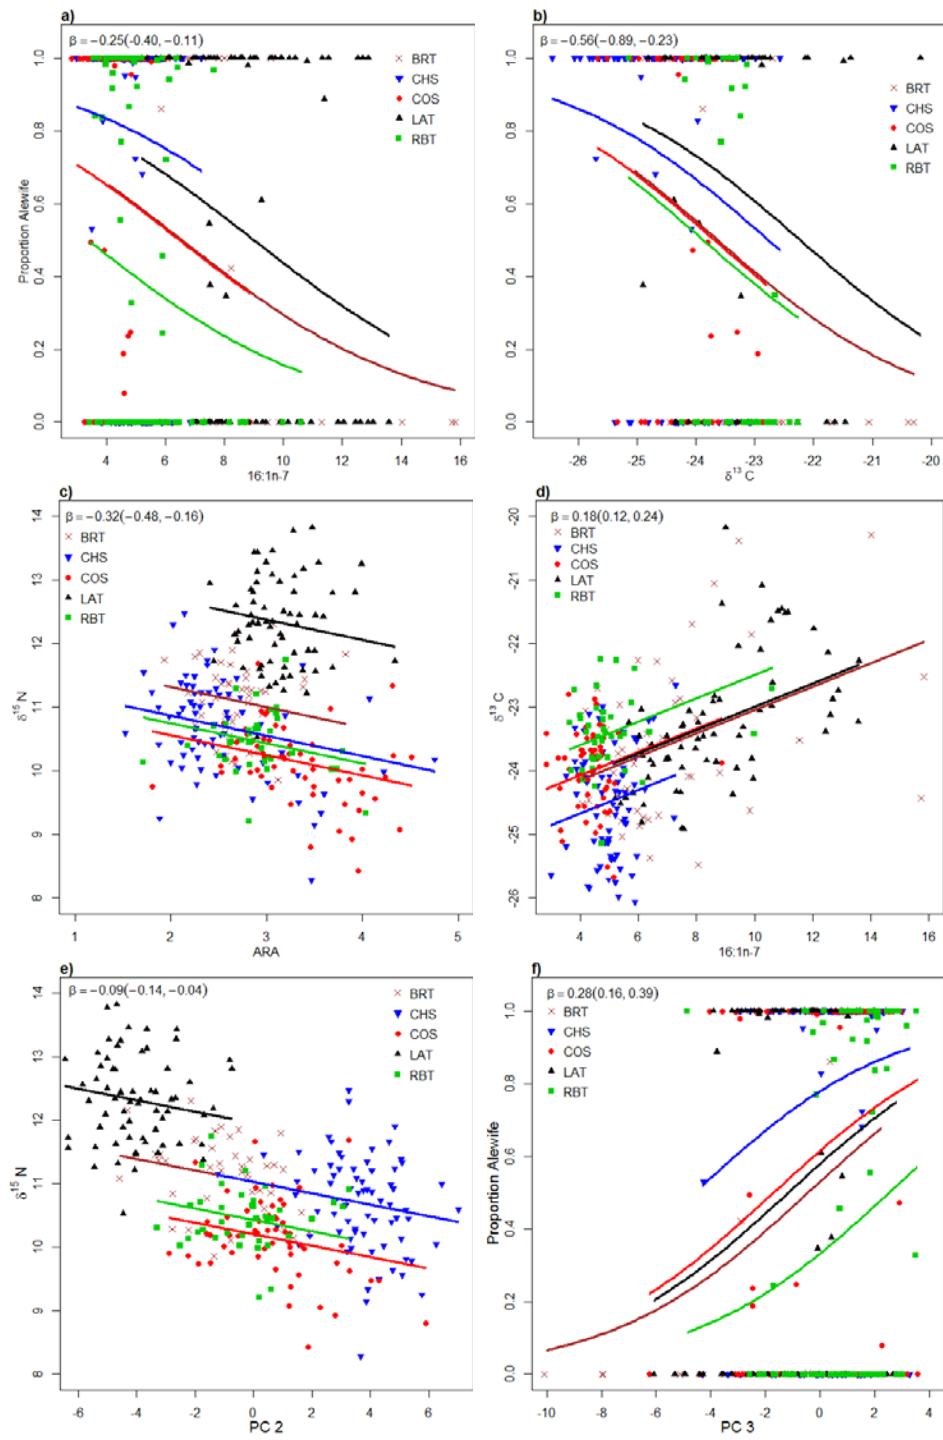 a)
β = −0.25(−0.40, −0.11)
BRT
CHS
COS
LAT
RBT
Proportion Alewife
1.0
0.8
0.6
0.4
0.2
0.0
4 6 8 10 12 14 16
16:1n-7
b)
β = −0.56(−0.89, −0.23)
BRT
CHS
COS
LAT
RBT
1.0
0.8
0.6
0.4
0.2
0.0
-26 -25 -24 -23 -22 -21 -20
δ¹³ C
c)
β = −0.32(−0.48, −0.16)
BRT
CHS
COS
LAT
RBT
δ¹⁵ N
14
13
12
11
10
9
8
1 2 3 4 5
ARA
d)
β = 0.18(0.12, 0.24)
BRT
CHS
COS
LAT
RBT
δ¹³ C
-20
-21
-22
-23
-24
-25
-26
4 6 8 10 12 14 16
16:1n-7
e)
β = −0.09(−0.14, −0.04)
BRT
CHS
COS
LAT
RBT
δ¹⁵ N
14
13
12
11
10
9
8
-6 -4 -2 0 2 4 6
PC 2
f)
β = 0.28(0.16, 0.39)
BRT
CHS
COS
LAT
RBT
Proportion Alewife
1.0
0.8
0.6
0.4
0.2
0.0
-10 -8 -6 -4 -2 0 2 4
PC 3